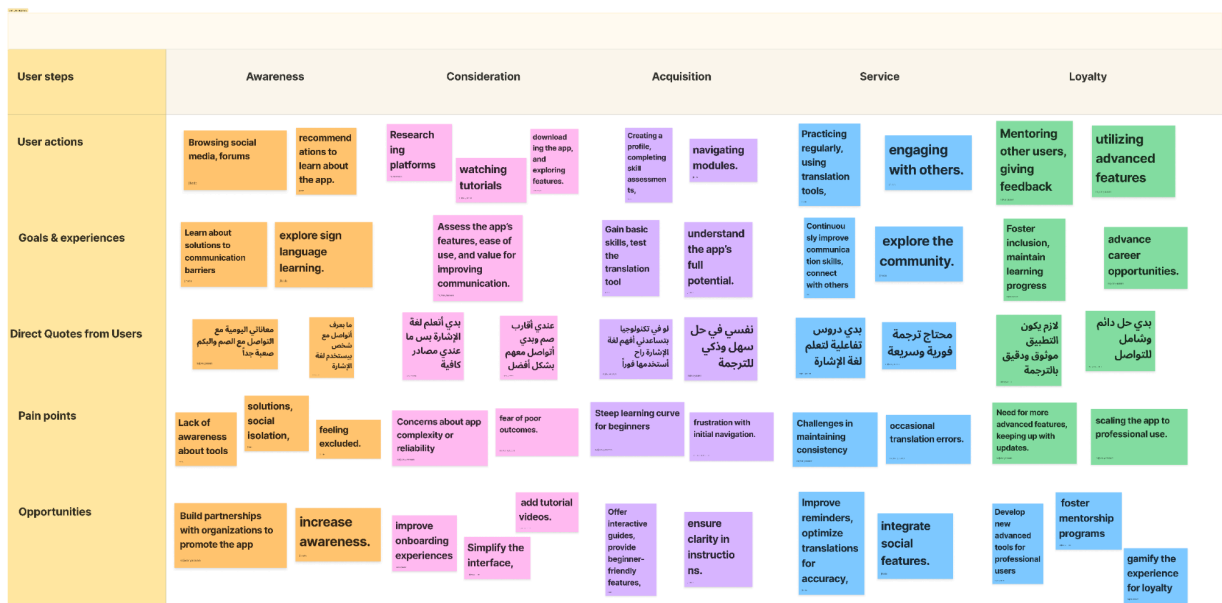 User steps
Awareness
Consideration
Acquisition
Service
Loyalty
User actions
Browsing social
media, forums
recommend
ations to
learn about
the app.
Research
ing
platforms
watching
tutorials
download
ing the app,
and
exploring
features.
Creating a
profile,
completing
skill
assessmen
ts,
navigating
modules.
Practicing
regularly,
using
translation
tools,
engaging
with others.
Mentoring
other users,
giving
feedback
utilizing
advanced
features
Goals & experiences
Learn about
solutions to
communication
barriers
explore sign
language
learning.
Assess the app's
features, ease of
use, and value for
improving
communication.
Gain basic
skills, test
the
translation
tool
understand
the app's
full
potential.
Continuou
sly improve
communica
tion skills,
connect
with others
explore the
community.
Foster
inclusion,
maintain
learning
progress
advance
career
opportunities.
Direct Quotes from Users
معاناتي اليومية مع
التواصل مع الصم والبكم
صعبة جداً
ما بعرف
أتواصل مع
شخص
بيستخدم لغة
الإشارة
بدي أتعلم لغة
الإشارة بس ما
عندي مصادر
كافية
عندي أقارب
صم وبدي
أتواصل معهم
بشكل أفضل
لو في تكنولوجيا
بتساعدني أفهم لغة
الإشارة راح
أستخدمها فوراً
نفسي في حل
سهل وذكي
للترجمة
بدي دروس
تفاعلية لتعلم
لغة الإشارة
محتاج ترجمة
فورية وسريعة
لازم يكون
التطبيق
موثوق ودقيق
بالترجمة
بدي حل دائم
وشامل
للتواصل
Pain points
Lack of
awareness
about tools
solutions,
social
isolation,
feeling
excluded.
Concerns about app
complexity or
reliability
fear of poor
outcomes.
Steep learning curve
for beginners
frustration with
initial navigation.
Challenges in
maintaining
consistency
occasional
translation errors.
Need for more
advanced features,
keeping up with
updates.
scaling the app to
professional use.
Opportunities
Build partnerships
with organizations to
promote the app
increase
awareness.
improve
onboarding
experiences
Simplify the
interface,
add tutorial
videos.
Offer
interactive
guides,
provide
beginner-
friendly
features,
ensure
clarity in
instructio
ns.
Improve
reminders,
optimize
translations
for
accuracy,
integrate
social
features.
Develop
new
advanced
tools for
professional
users
foster
mentorship
programs
gamify the
experience
for loyalty